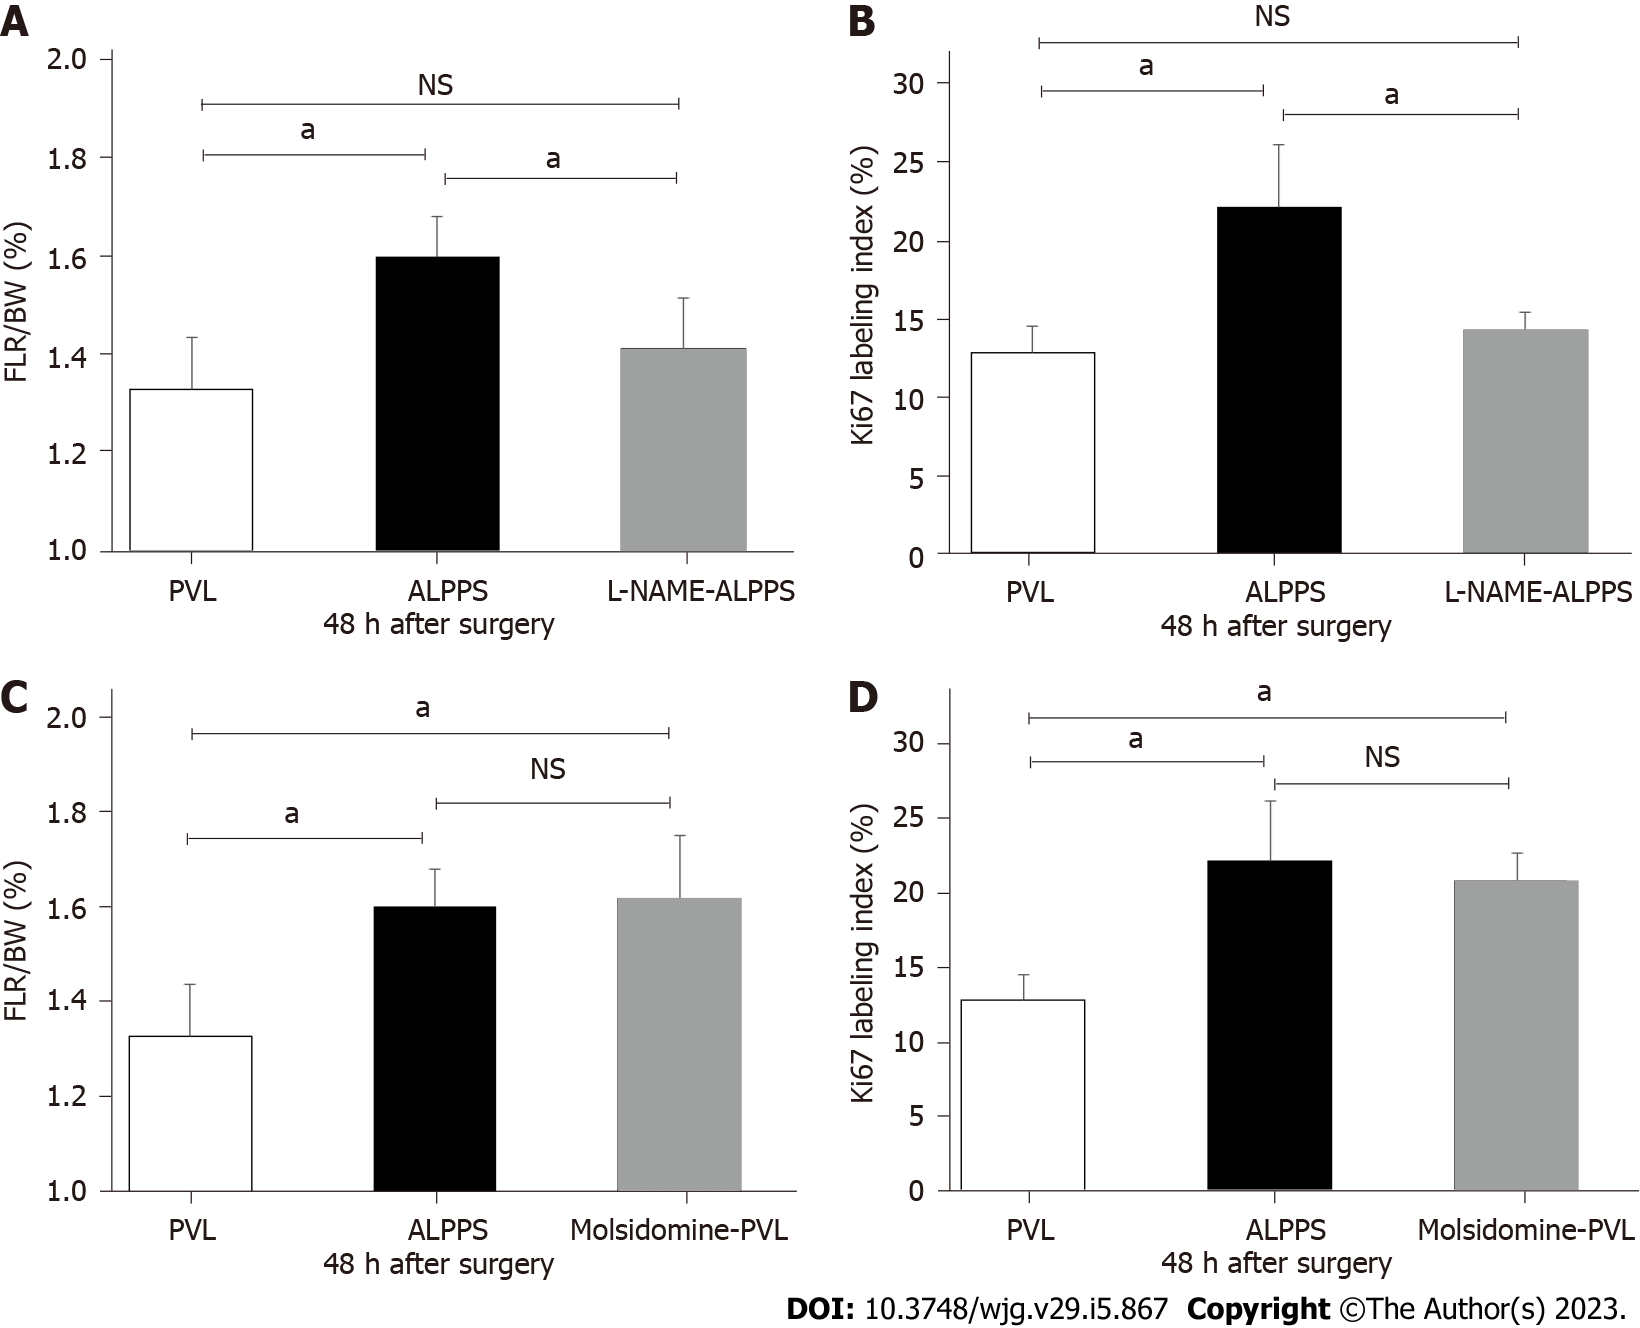 A
2.0
1.8
1.6
1.4
1.2
1.0
FLR/BW (%)
NS
a
a
PVL
ALPPS
L-NAME-ALPPS
48 h after surgery
B
30
25
20
15
10
5
0
Ki67 labeling index (%)
NS
a
a
PVL
ALPPS
L-NAME-ALPPS
48 h after surgery
C
2.0
1.8
1.6
1.4
1.2
1.0
FLR/BW (%)
a
NS
a
PVL
ALPPS
Molsidomine-PVL
48 h after surgery
D
30
25
20
15
10
5
0
Ki67 labeling index (%)
a
a
NS
PVL
ALPPS
Molsidomine-PVL
48 h after surgery
DOI: 10.3748/wjg.v29.i5.867 Copyright ©The Author(s) 2023.